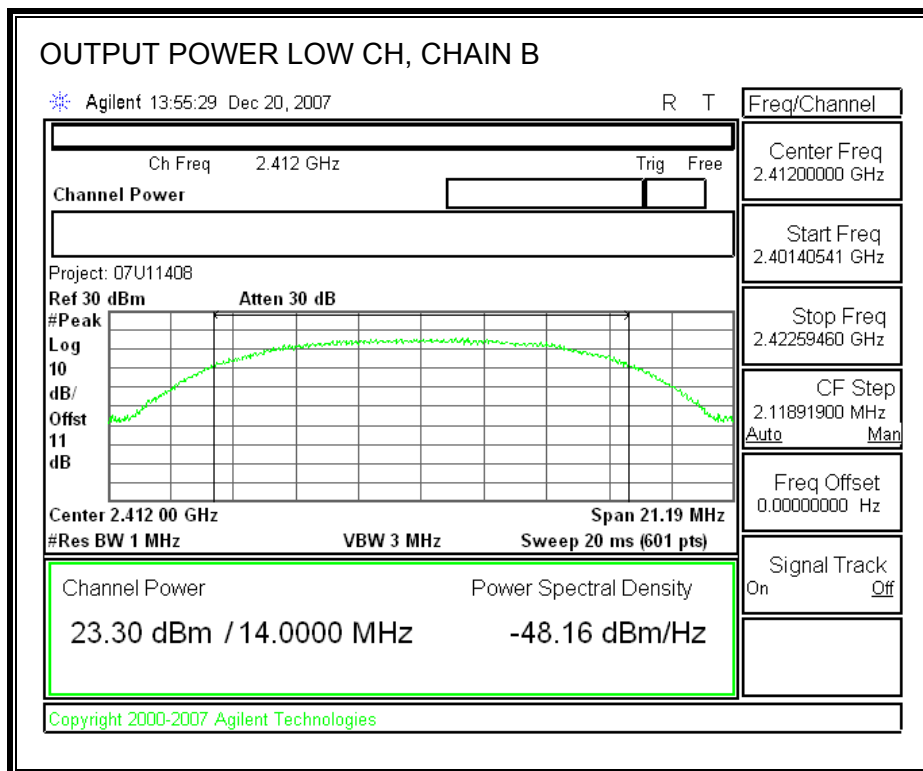 OUTPUT POWER LOW CH, CHAIN B
Agilent 13:55:29 Dec 20, 2007 R T
Freq/Channel
Ch Freq 2.412 GHz Trig Free
Channel Power
Center Freq
2.41200000 GHz
Start Freq
2.40140541 GHz
Stop Freq
2.42259460 GHz
CF Step
2.11891900 MHz
Auto Man
Freq Offset
0.00000000 Hz
Signal Track
On Off
Project: 07U11408
Ref 30 dBm Atten 30 dB
#Peak
Log
10
dB/
Offst
11
dB
Center 2.412 00 GHz Span 21.19 MHz
#Res BW 1 MHz VBW 3 MHz Sweep 20 ms (601 pts)
Channel Power Power Spectral Density
23.30 dBm / 14.0000 MHz -48.16 dBm/Hz
Copyright 2000-2007 Agilent Technologies